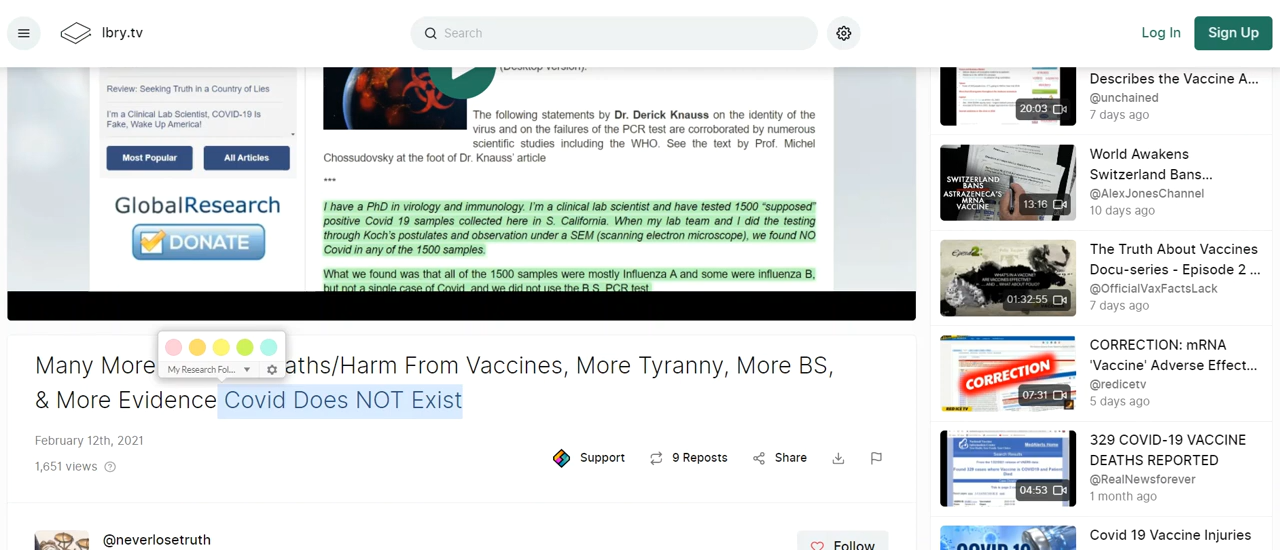 lbry.tv
Search
Log In
Sign Up
Review: Seeking Truth in a Country of Lies
I'm a Clinical Lab Scientist, COVID-19 Is
Fake, Wake Up America!
Most Popular
All Articles
GlobalResearch
DONATE
(Desktop version).
The following statements by Dr. Derick Knauss on the identity of the
virus and on the failures of the PCR test are corroborated by numerous
scientific studies including the WHO. See the text by Prof. Michel
Chossudovsky at the foot of Dr. Knauss' article
***
I have a PhD in virology and immunology. I'm a clinical lab scientist and have tested 1500 "supposed"
positive Covid 19 samples collected here in S. California. When my lab team and I did the testing
through Koch's postulates and observation under a SEM (scanning electron microscope), we found NO
Covid in any of the 1500 samples.
What we found was that all of the 1500 samples were mostly Influenza A and some were influenza B,
but not a single case of Covid, and we did not use the B.S. PCR test.
My Research Fol...
Many More aths/Harm From Vaccines, More Tyranny, More BS,
& More Evidence Covid Does NOT Exist
February 12th, 2021
1,651 views
Support
9 Reposts
Share
@neverlosetruth
Follow
20:03
Describes the Vaccine A...
@unchained
7 days ago
SWITZERLAND
BANS
ASTRAZENECA'S
MRNA
VACCINE
13:16
World Awakens
Switzerland Bans...
@AlexJonesChannel
10 days ago
01:32:55
The Truth About Vaccines
Docu-series - Episode 2 ...
@OfficialVaxFactsLack
7 days ago
CORRECTION
07:31
CORRECTION: mRNA
'Vaccine' Adverse Effect...
@redicetv
5 days ago
04:53
329 COVID-19 VACCINE
DEATHS REPORTED
@RealNewsforever
1 month ago
Covid 19 Vaccine Injuries